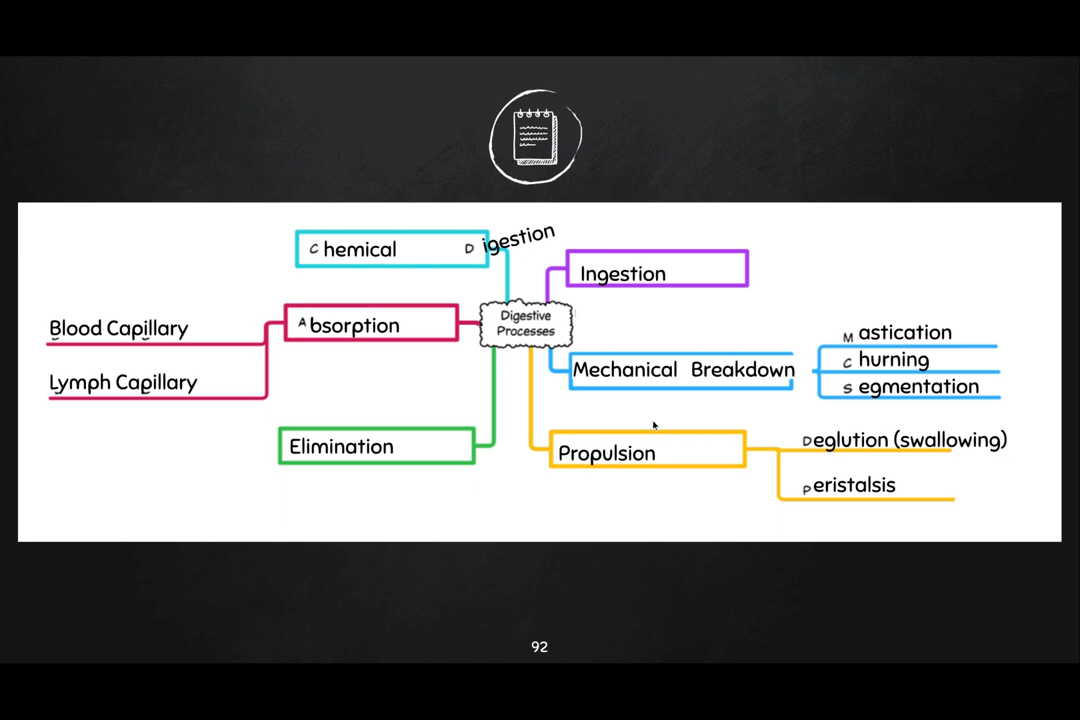 Chemical Digestion
Ingestion
Digestive
Processes
Absorption
Blood Capillary
Lymph Capillary
Mechanical Breakdown
Mastication
Churning
Segmentation
Elimination
Propulsion
Deglution (swallowing)
Peristalsis
92